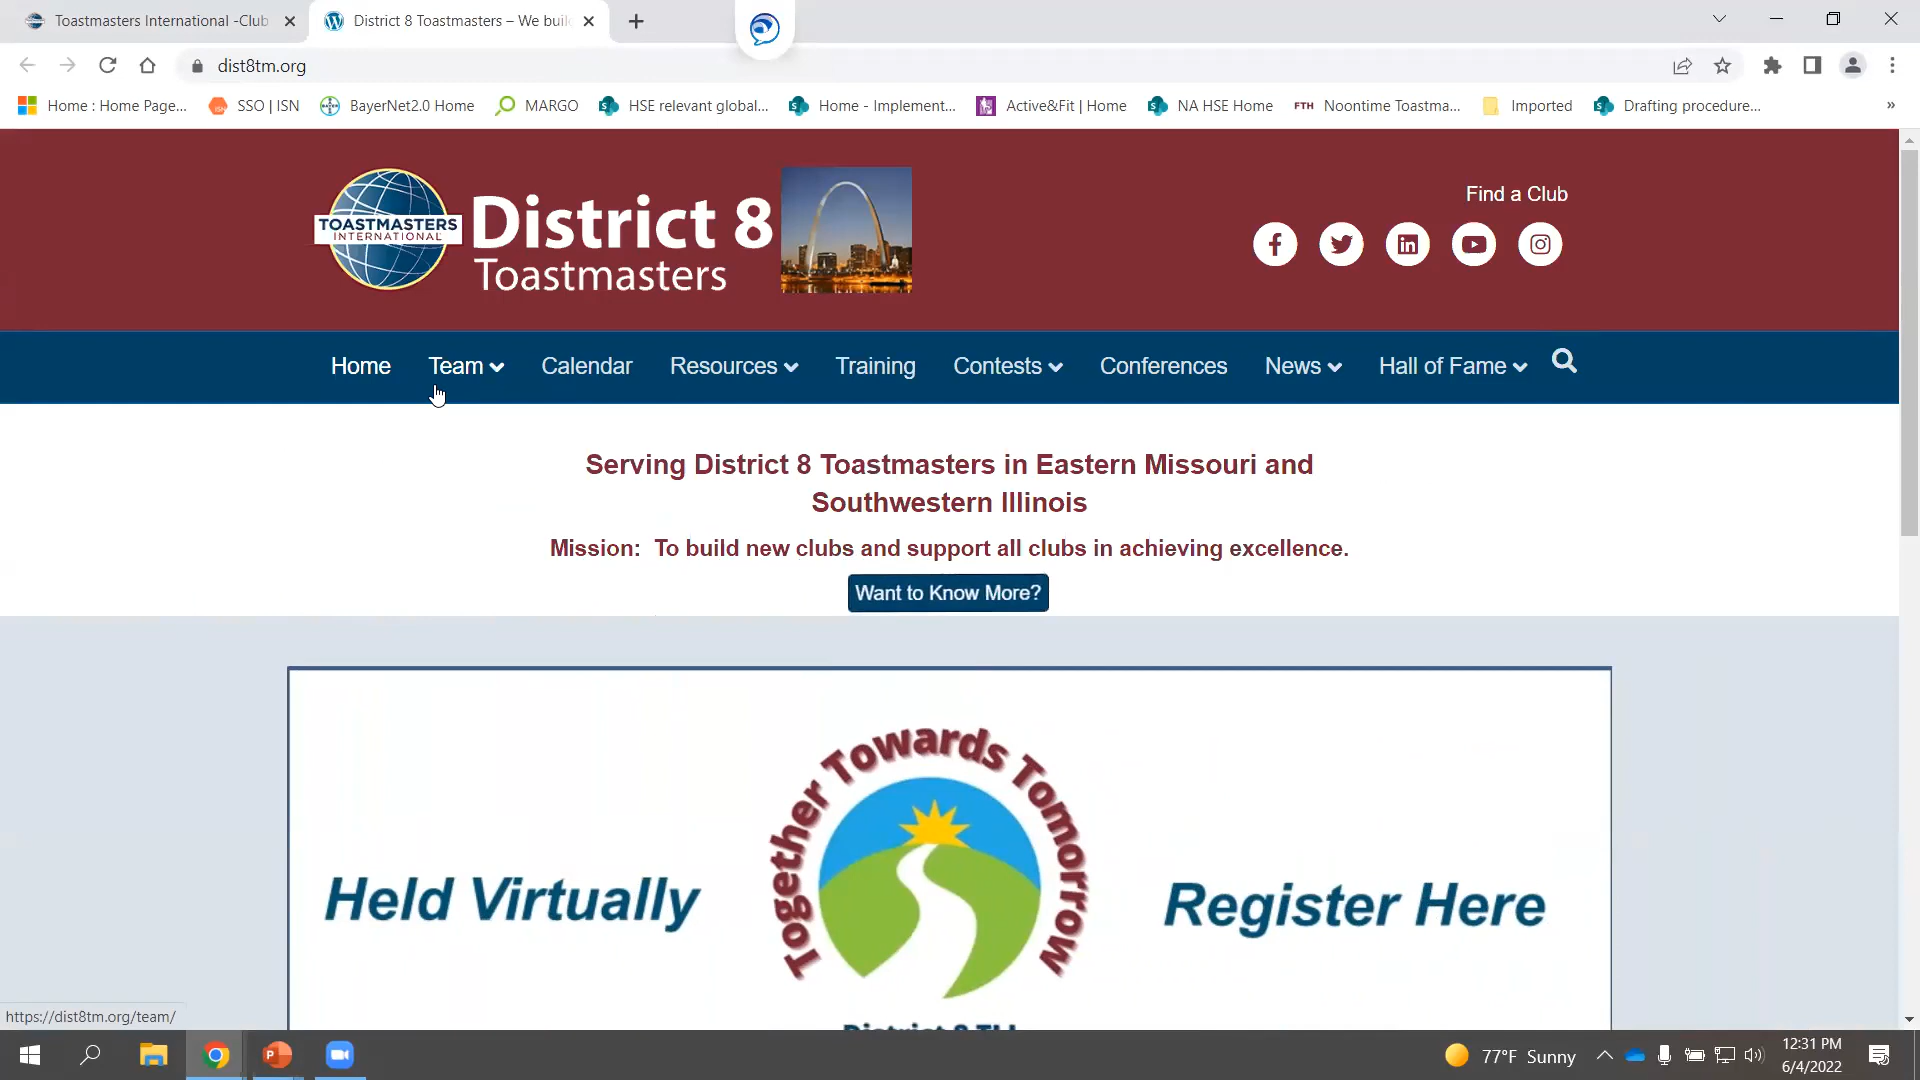 Toastmasters International -Club
District 8 Toastmasters – We buil
dist8tm.org
Home : Home Page...
SSO | ISN
BayerNet2.0 Home
MARGO
HSE relevant global...
Home - Implement...
Active&Fit | Home
NA HSE Home
FTH Noontime Toastma...
Imported
Drafting procedure...
»
TOASTMASTERS
INTERNATIONAL
District 8
Toastmasters
Find a Club
Home
Team
Calendar
Resources
Training
Contests
Conferences
News
Hall of Fame
Serving District 8 Toastmasters in Eastern Missouri and
Southwestern Illinois
Mission: To build new clubs and support all clubs in achieving excellence.
Want to Know More?
Together Towards Tomorrow
Held Virtually
Register Here
District 8 TLI
https://dist8tm.org/team/
77°F Sunny
12:31 PM
6/4/2022